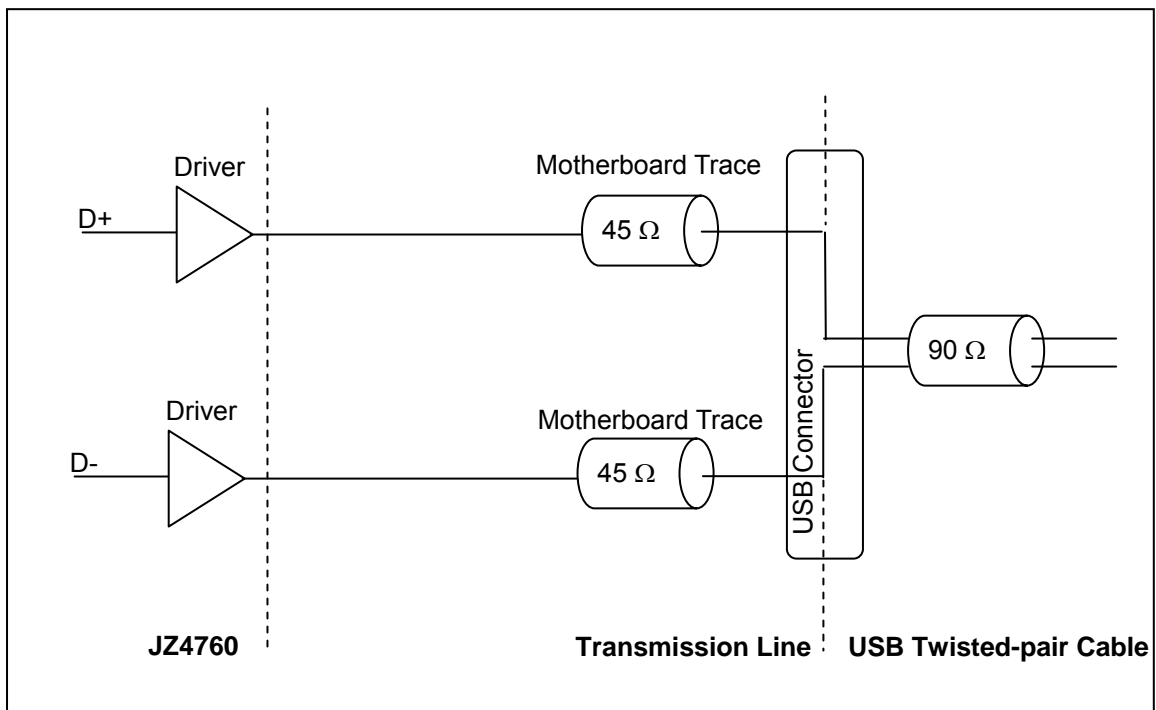 Driver
Motherboard Trace
D+
45 Ω
USB Connector
90 Ω
Driver
Motherboard Trace
D-
45 Ω
JZ4760
Transmission Line
USB Twisted-pair Cable